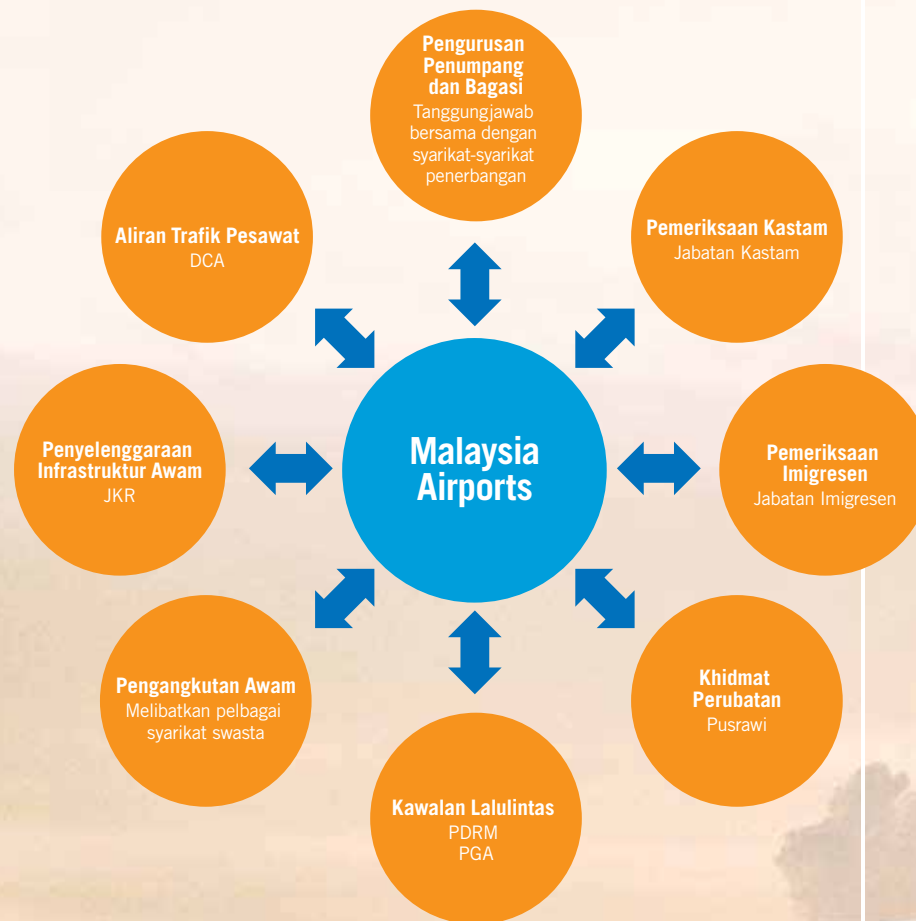 Pengurusan
Penumpang
dan Bagasi
Tanggungjawab
bersama dengan
syarikat-syarikat
penerbangan
Aliran Trafik Pesawat
DCA
Pemeriksaan Kastam
Jabatan Kastam
Penyelenggaraan
Infrastruktur Awam
JKR
Malaysia
Airports
Pemeriksaan
Imigresen
Jabatan Imigresen
Pengangkutan Awam
Melibatkan pelbagai
syarikat swasta
Khidmat
Perubatan
Pusrawi
Kawalan Lalulintas
PDRM
PGA